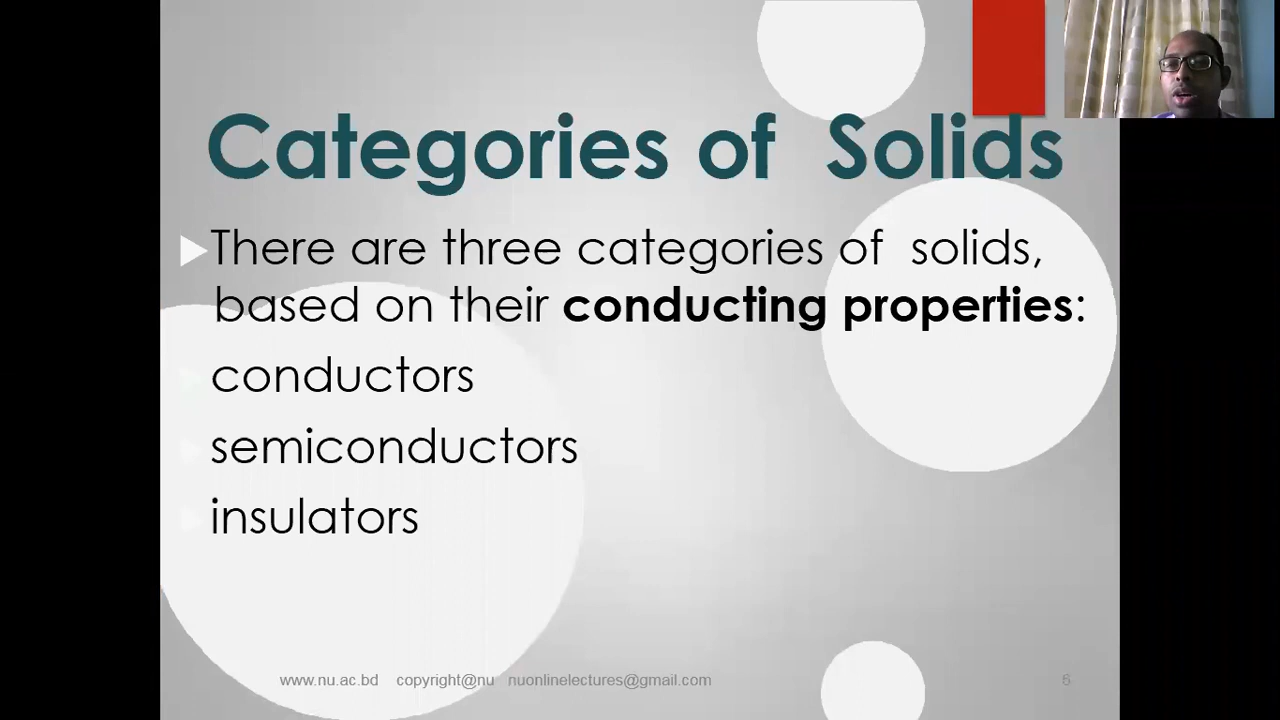 Categories of Solids
There are three categories of solids,
based on their conducting properties:
conductors
semiconductors
insulators
www.nu.ac.bd copyright@nu nuonlinelectures@gmail.com 6